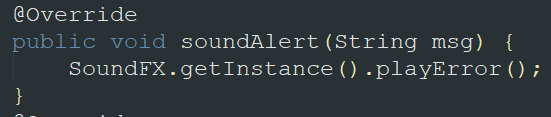 @Override
public void soundAlert(String msg) {
    SoundFX.getInstance().playError();
}